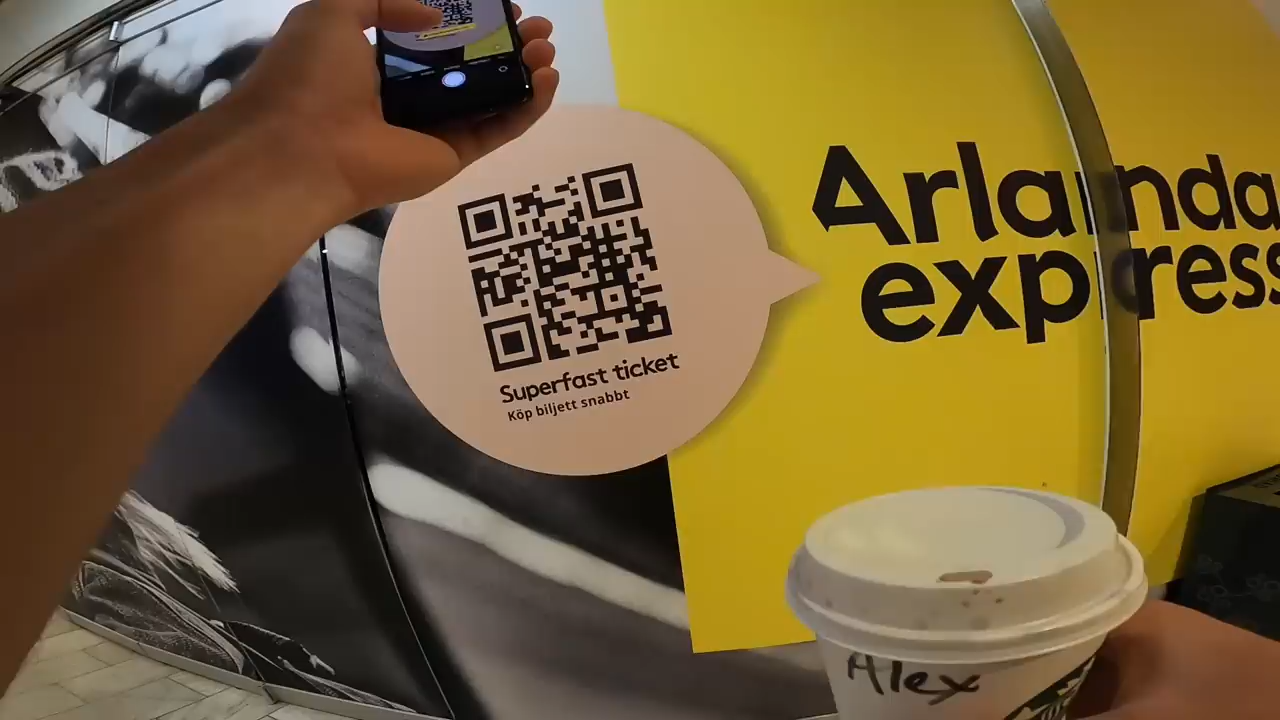 Arlanda
express
Superfast ticket
Köp biljett snabbt
Alex